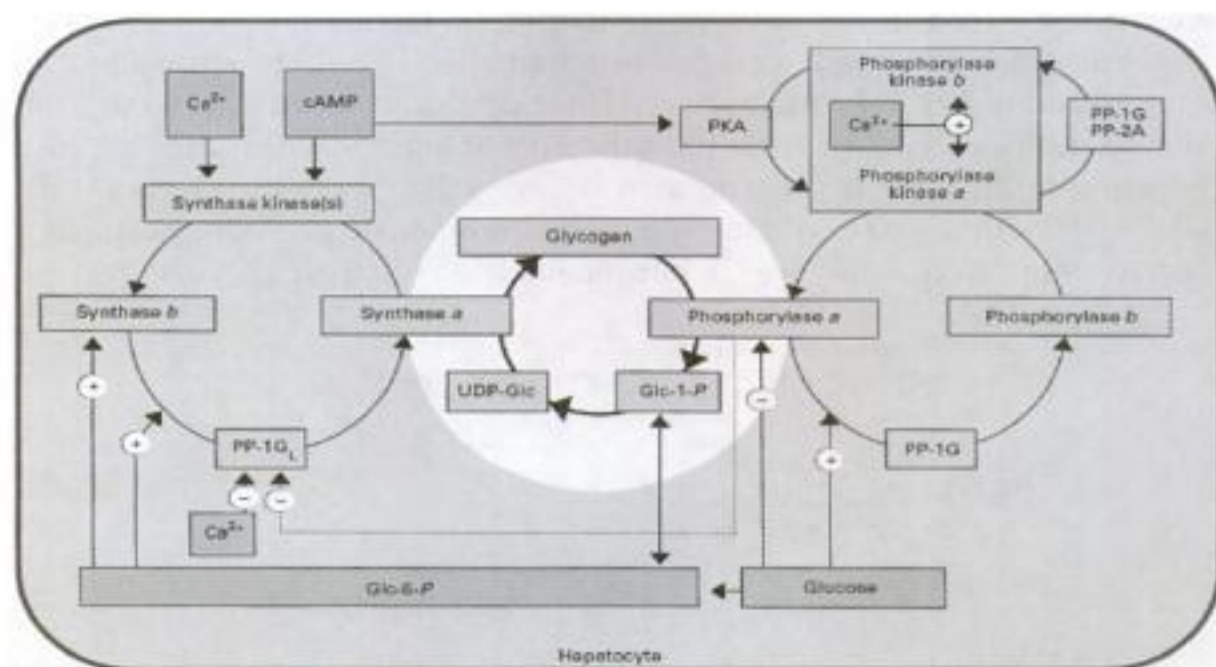 Ca²⁺
cAMP
PKA
Phosphorylase
kinase b
Ca²⁺
+
Phosphorylase
kinase a
PP-1G
PP-2A
Synthase kinase(s)
Glycogen
Synthase b
Synthase a
Phosphorylase a
Phosphorylase b
UDP-Glc
Glc-1-P
+
+
PP-1G_L
−
−
Ca²⁺
−
+
PP-1G
Glc-6-P
Glucose
Hepatocyte